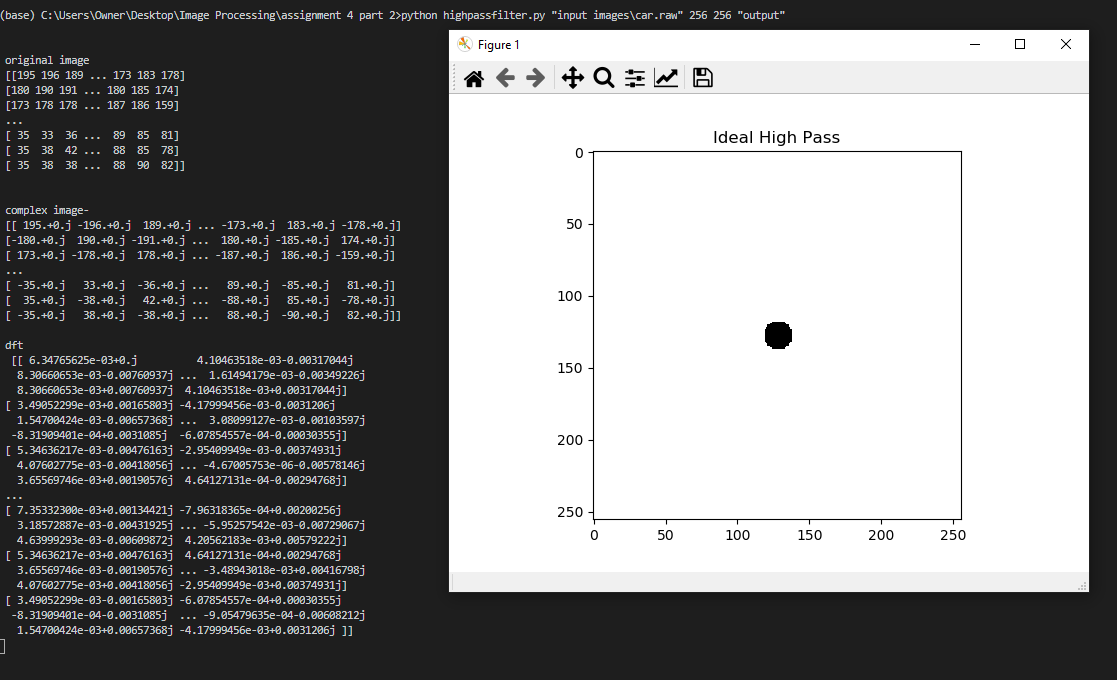 (base) C:\Users\Owner\Desktop\Image Processing\assignment 4 part 2>python highpassfilter.py "input images\car.raw" 256 256 "output"
original image
[[195 196 189 ... 173 183 178]
[180 190 191 ... 180 185 174]
[173 178 178 ... 187 186 159]
...
[ 35  33  36 ...  89  85  81]
[ 35  38  42 ...  88  85  78]
[ 35  38  38 ...  88  90  82]]
complex image-
[[ 195.+0.j -196.+0.j  189.+0.j ... -173.+0.j  183.+0.j -178.+0.j]
[-180.+0.j  190.+0.j -191.+0.j ...  180.+0.j -185.+0.j  174.+0.j]
[ 173.+0.j -178.+0.j  178.+0.j ... -187.+0.j  186.+0.j -159.+0.j]
...
[ -35.+0.j   33.+0.j  -36.+0.j ...   89.+0.j  -85.+0.j   81.+0.j]
[  35.+0.j  -38.+0.j   42.+0.j ...  -88.+0.j   85.+0.j  -78.+0.j]
[ -35.+0.j   38.+0.j  -38.+0.j ...   88.+0.j  -90.+0.j   82.+0.j]]
dft
[[ 6.34765625e-03+0.j          4.10463518e-03-0.00317044j
8.30660653e-03-0.00760937j ...  1.61494179e-03-0.00349226j
8.30660653e-03+0.00760937j  4.10463518e-03+0.00317044j]
[ 3.49052299e-03+0.00165803j -4.17999456e-03-0.0031206j
1.54700424e-03-0.00657368j ...  3.08099127e-03-0.00103597j
-8.31909401e-04+0.0031085j  -6.07854557e-04-0.00030355j]
[ 5.34636217e-03-0.00476163j -2.95409949e-03-0.00374931j
4.07602775e-03-0.00418056j ... -4.67005753e-06-0.00578146j
3.65569746e-03+0.00190576j  4.64127131e-04-0.00294768j]
...
[ 7.35332300e-03+0.00134421j -7.96318365e-04+0.00200256j
3.18572887e-03-0.00431925j ... -5.95257542e-03-0.00729067j
4.63999293e-03+0.00609872j  4.20562183e-03+0.00579222j]
[ 5.34636217e-03+0.00476163j  4.64127131e-04+0.00294768j
3.65569746e-03-0.00190576j ... -3.48943018e-03+0.00416798j
4.07602775e-03+0.00418056j -2.95409949e-03+0.00374931j]
[ 3.49052299e-03-0.00165803j -6.07854557e-04+0.00030355j
-8.31909401e-04-0.0031085j  ... -9.05479635e-04-0.00608212j
1.54700424e-03+0.00657368j -4.17999456e-03+0.0031206j ]]
Figure 1
Ideal High Pass
0
50
100
150
200
250
0 50 100 150 200 250